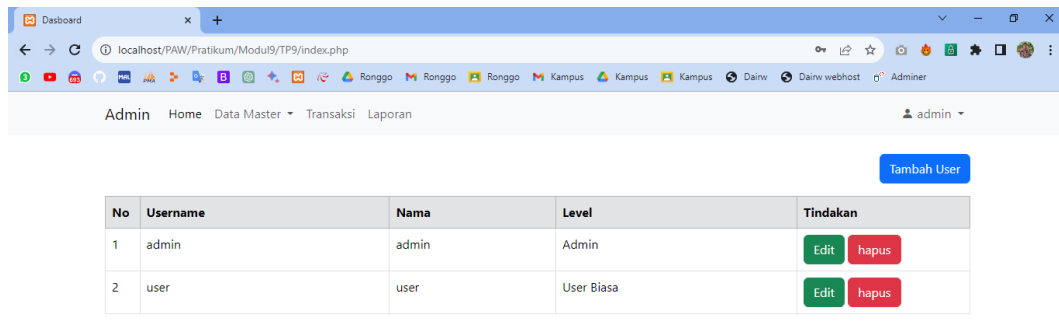 Dasboard
localhost/PAW/Pratikum/Modul9/TP9/index.php
693 MAL Ronggo Ronggo Ronggo Kampus Kampus Kampus Dairw Dairw webhost Adminer
Admin Home Data Master Transaksi Laporan admin
Tambah User
No Username Nama Level Tindakan
1 admin admin Admin Edit hapus
2 user user User Biasa Edit hapus